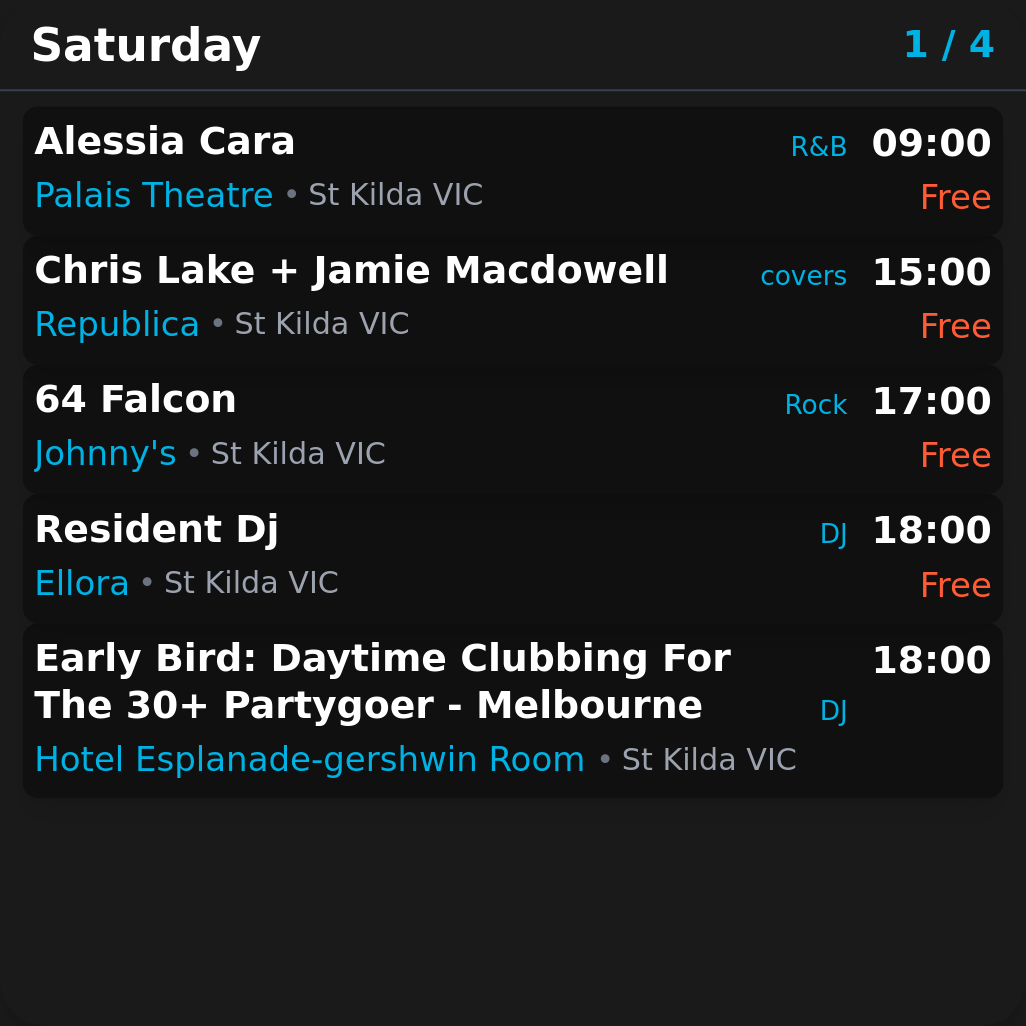 Saturday 1 / 4
Alessia Cara R&B 09:00
Palais Theatre • St Kilda VIC Free
Chris Lake + Jamie Macdowell covers 15:00
Republica • St Kilda VIC Free
64 Falcon Rock 17:00
Johnny's • St Kilda VIC Free
Resident Dj DJ 18:00
Ellora • St Kilda VIC Free
Early Bird: Daytime Clubbing For 18:00
The 30+ Partygoer - Melbourne DJ
Hotel Esplanade-gershwin Room • St Kilda VIC